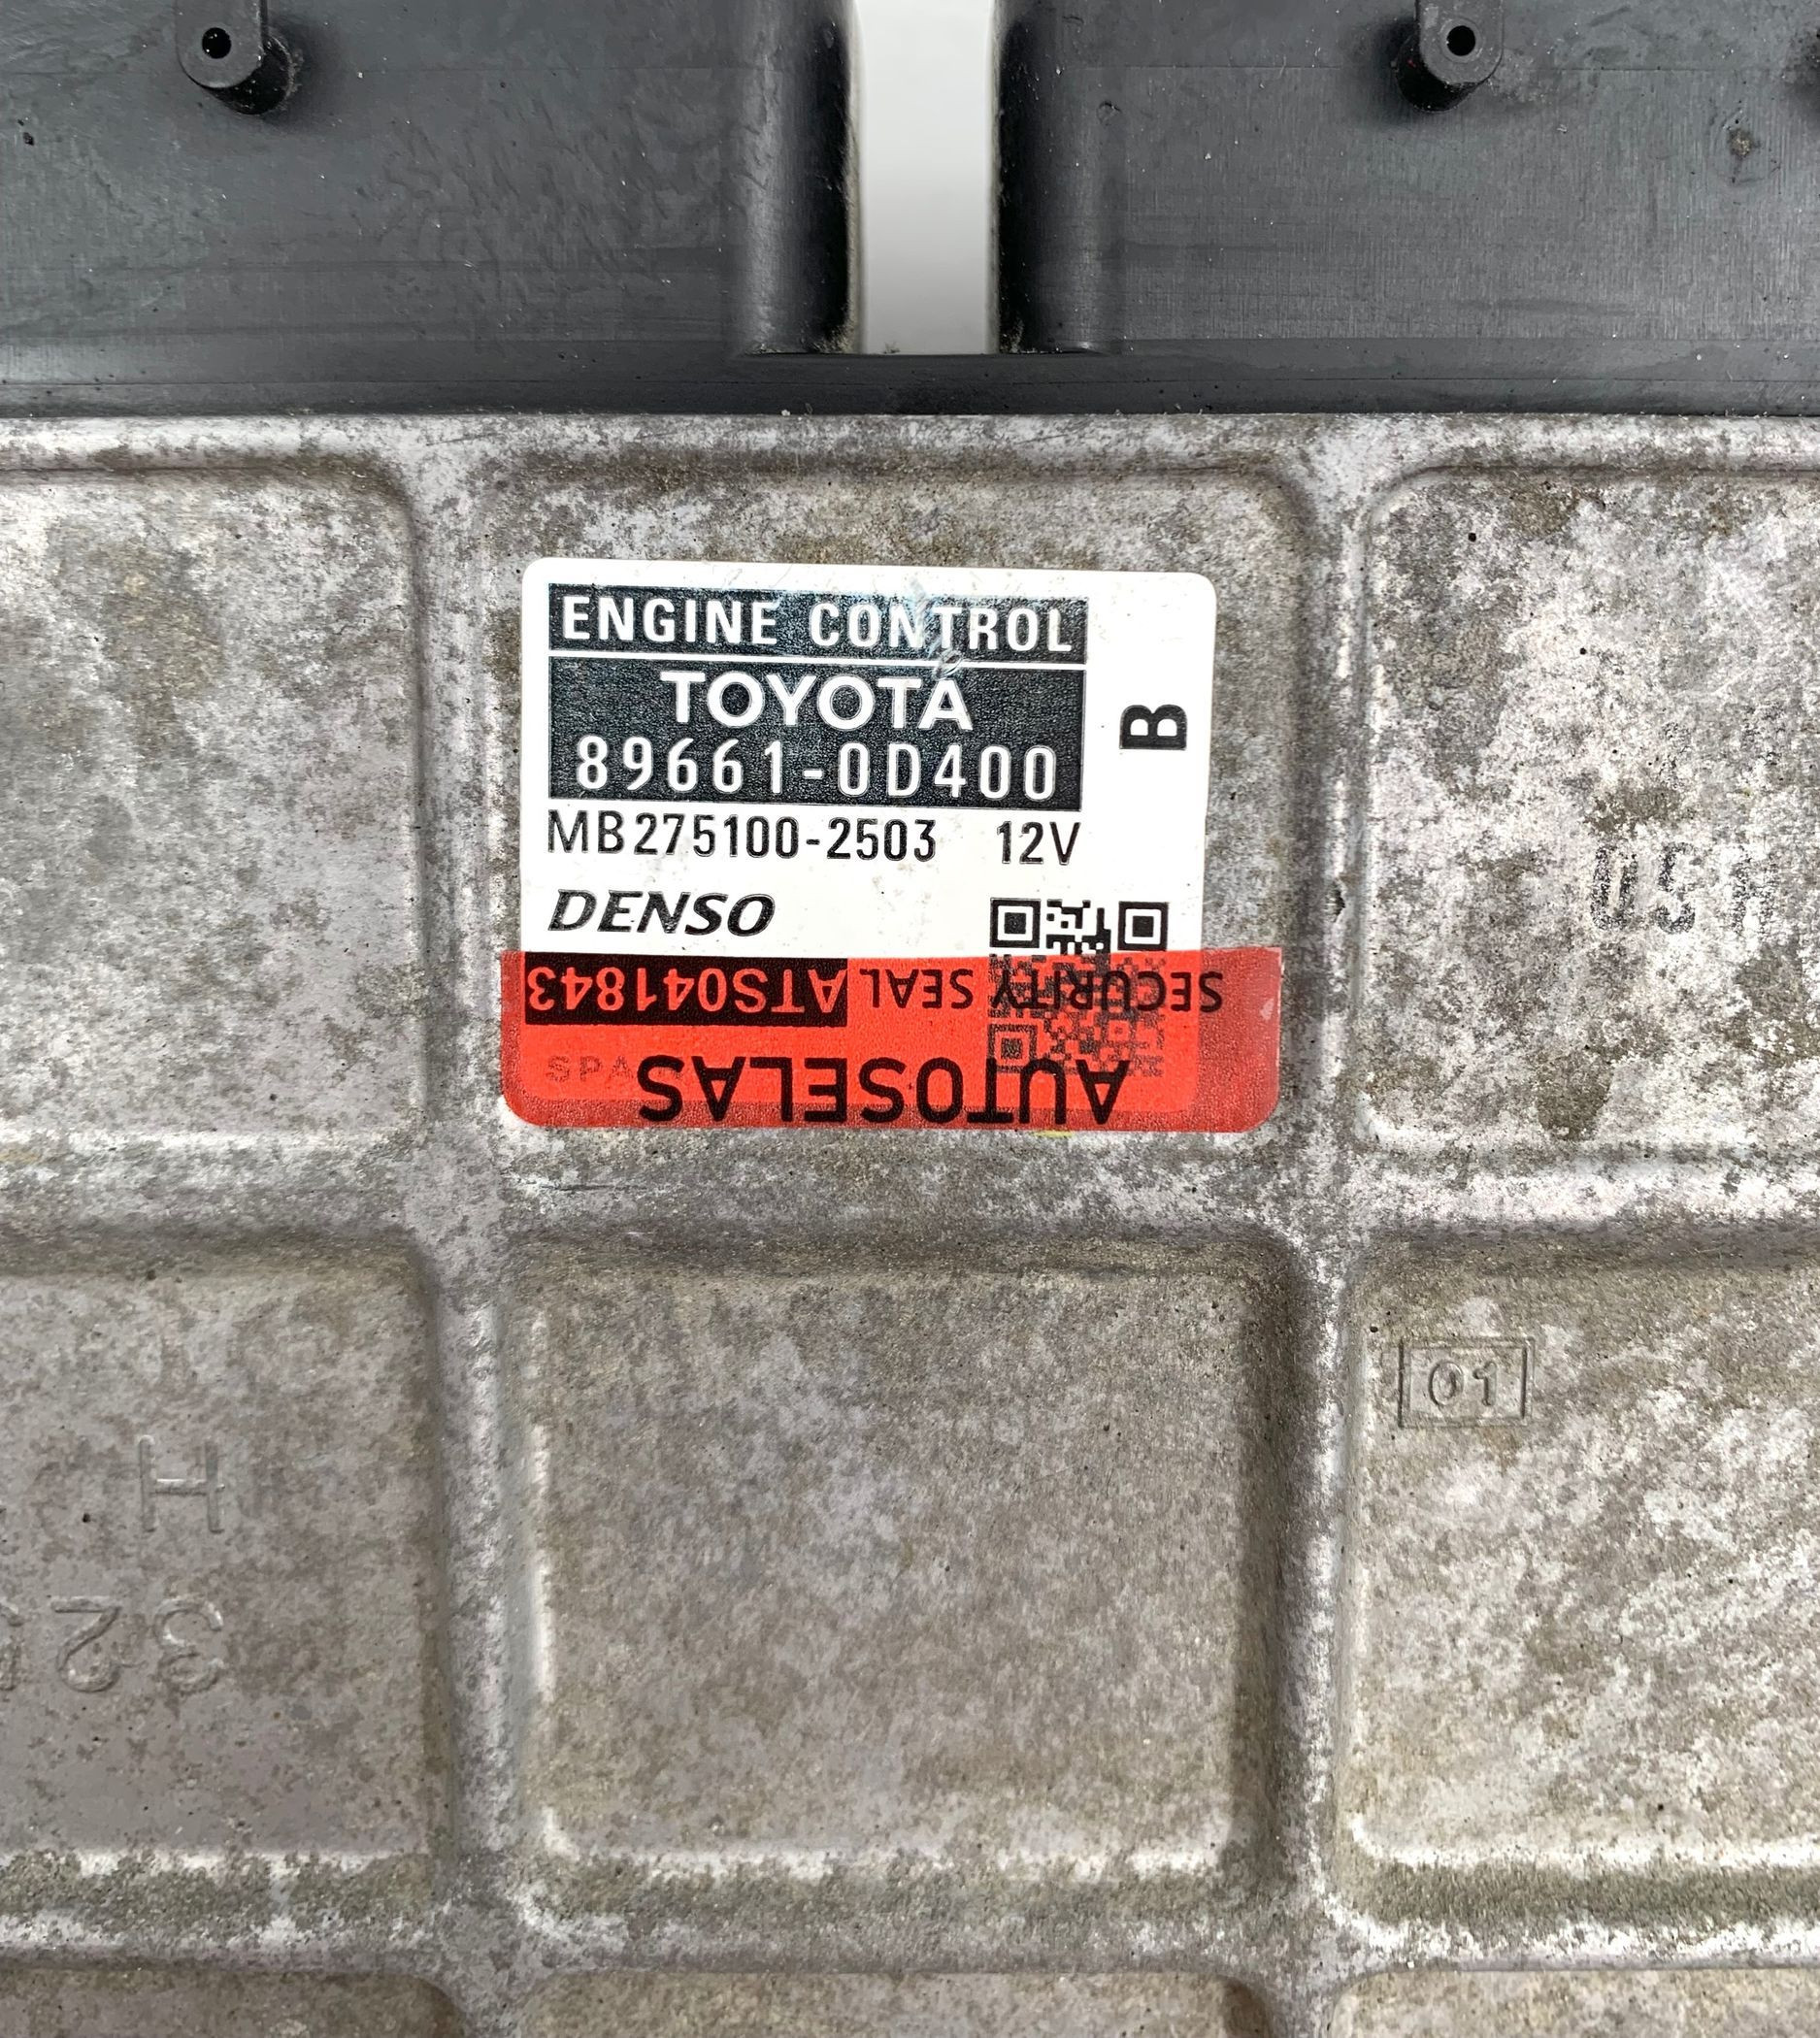 ENGINE CONTROL
TOYOTA
89661-0D400
B
MB275100-2503 12V
DENSO
SECURITY SEAL ATS041843
AUTOSELAS
01
H